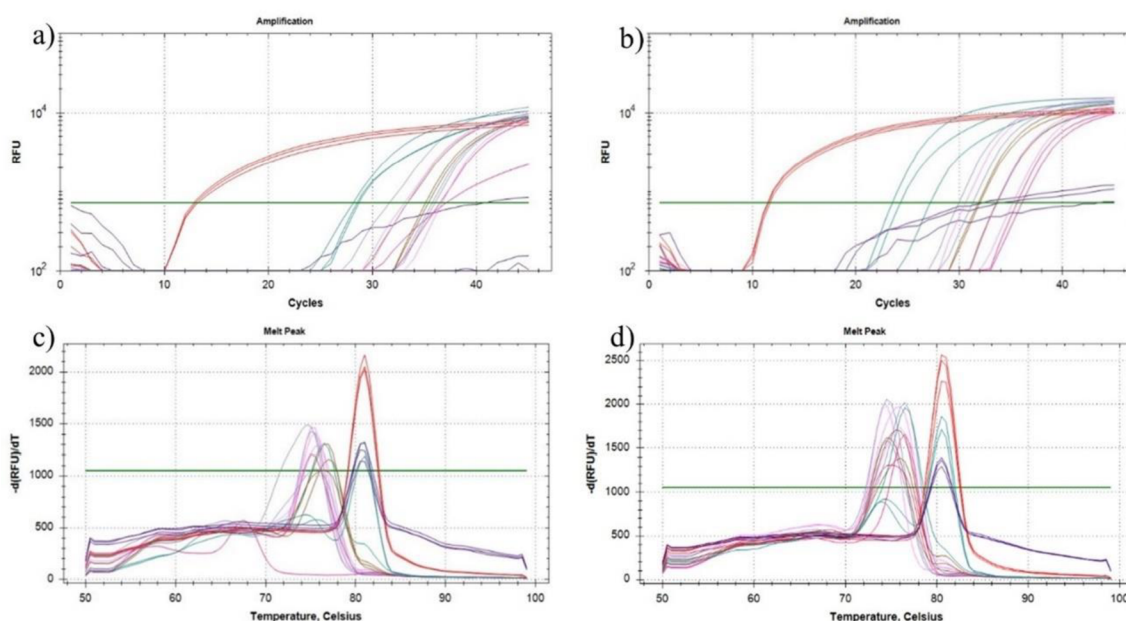 a)
Amplification
RFU
10^4
10^2
0 10 20 30 40
Cycles
b)
Amplification
RFU
10^4
10^2
0 10 20 30 40
Cycles
c)
Melt Peak
-d(RFU)/dT
2000
1500
1000
500
0
50 60 70 80 90 100
Temperature, Celsius
d)
Melt Peak
-d(RFU)/dT
2500
2000
1500
1000
500
0
50 60 70 80 90 100
Temperature, Celsius